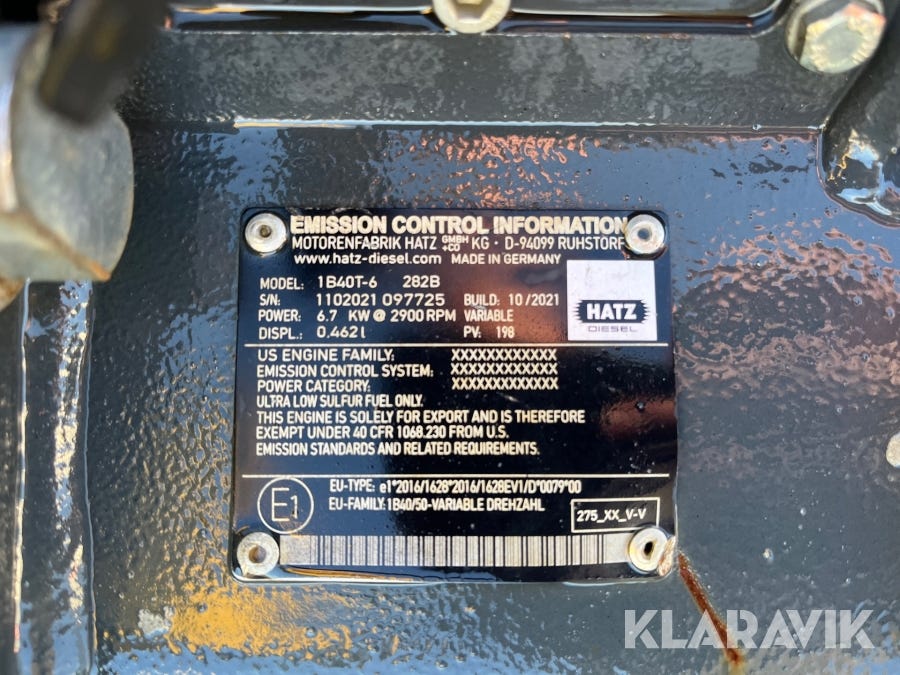 EMISSION CONTROL INFORMATION
MOTORENFABRIK HATZ GMBH +CO KG · D-94099 RUHSTORF
www.hatz-diesel.com MADE IN GERMANY
MODEL: 1B40T-6 282B
S/N: 1102021 097725 BUILD: 10/2021
POWER: 6.7 KW @ 2900 RPM VARIABLE
DISPL.: 0.462 l PV: 198
HATZ
DIESEL
US ENGINE FAMILY: XXXXXXXXXXXX
EMISSION CONTROL SYSTEM: XXXXXXXXXXXX
POWER CATEGORY: XXXXXXXXXXXX
ULTRA LOW SULFUR FUEL ONLY.
THIS ENGINE IS SOLELY FOR EXPORT AND IS THEREFORE
EXEMPT UNDER 40 CFR 1068.230 FROM U.S.
EMISSION STANDARDS AND RELATED REQUIREMENTS.
E1
EU-TYPE: e1*2016/1628*2016/1628EV1/D*0079*00
EU-FAMILY: 1B40/50-VARIABLE DREHZAHL
275_XX_V-V
KLARAVIK